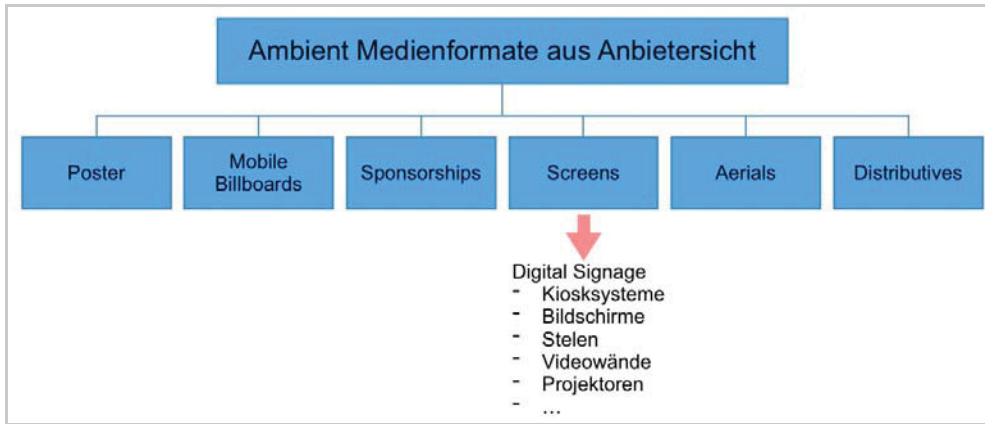 Ambient Medienformate aus Anbietersicht
Poster
Mobile
Billboards
Sponsorships
Screens
Aerials
Distributives
Digital Signage
- Kiosksysteme
- Bildschirme
- Stelen
- Videowände
- Projektoren
- ...